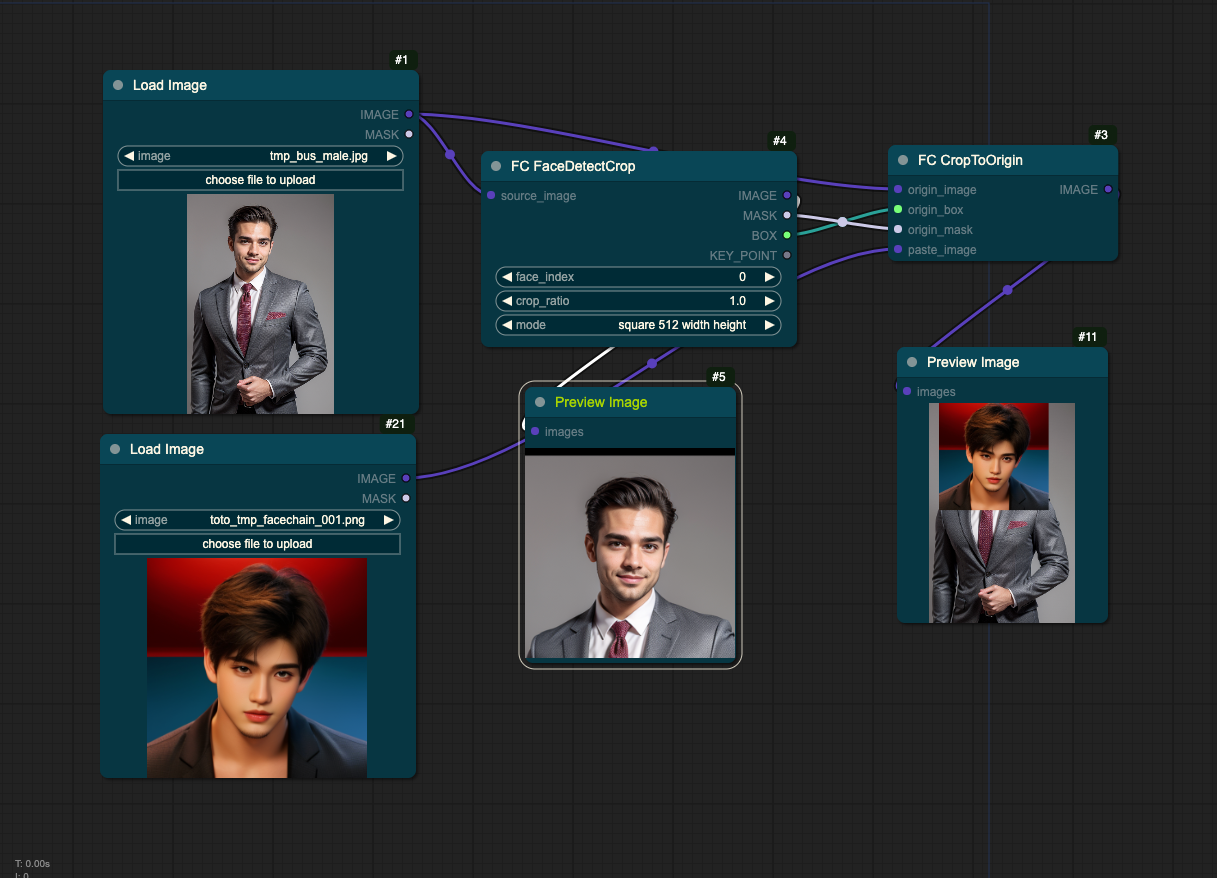 #1
Load Image
IMAGE
MASK
image tmp_bus_male.jpg
choose file to upload
#4
FC FaceDetectCrop
source_image IMAGE
MASK
BOX
KEY_POINT
face_index 0
crop_ratio 1.0
mode square 512 width height
#3
FC CropToOrigin
origin_image IMAGE
origin_box
origin_mask
paste_image
#21
Load Image
IMAGE
MASK
image toto_tmp_facechain_001.png
choose file to upload
#5
Preview Image
images
#11
Preview Image
images
T: 0.00s
I: 0